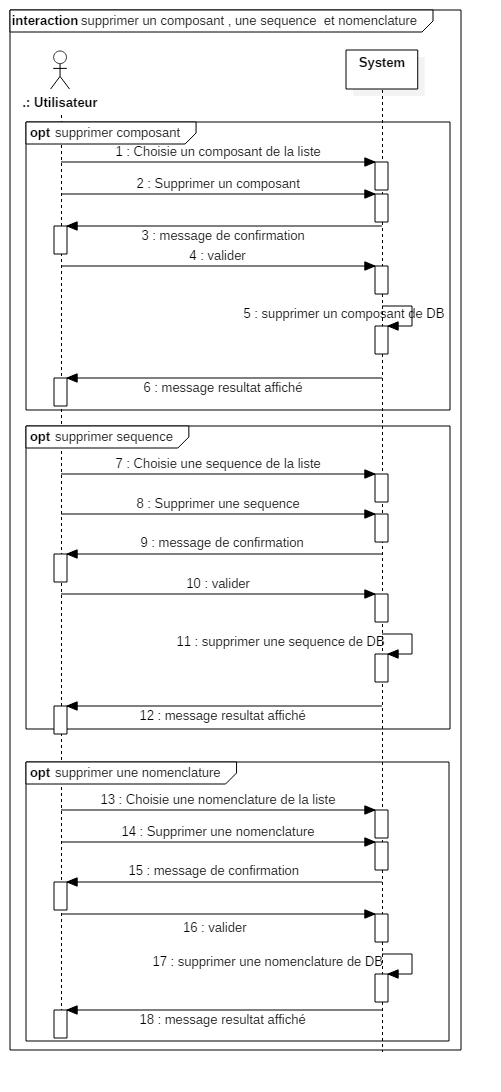 interaction supprimer un composant , une sequence et nomenclature
System
.: Utilisateur
opt supprimer composant
1 : Choisie un composant de la liste
2 : Supprimer un composant
3 : message de confirmation
4 : valider
5 : supprimer un composant de DB
6 : message resultat affiché
opt supprimer sequence
7 : Choisie une sequence de la liste
8 : Supprimer une sequence
9 : message de confirmation
10 : valider
11 : supprimer une sequence de DB
12 : message resultat affiché
opt supprimer une nomenclature
13 : Choisie une nomenclature de la liste
14 : Supprimer une nomenclature
15 : message de confirmation
16 : valider
17 : supprimer une nomenclature de DB
18 : message resultat affiché